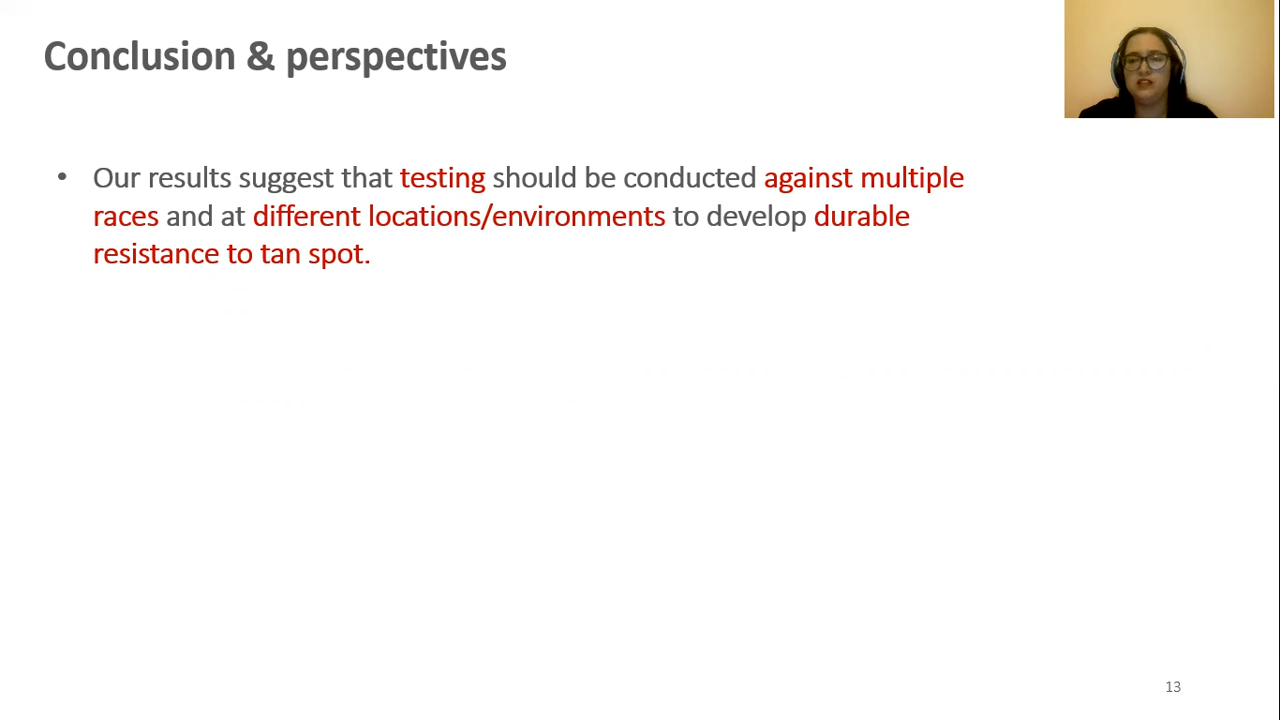 Conclusion & perspectives
• Our results suggest that testing should be conducted against multiple
races and at different locations/environments to develop durable
resistance to tan spot.
13